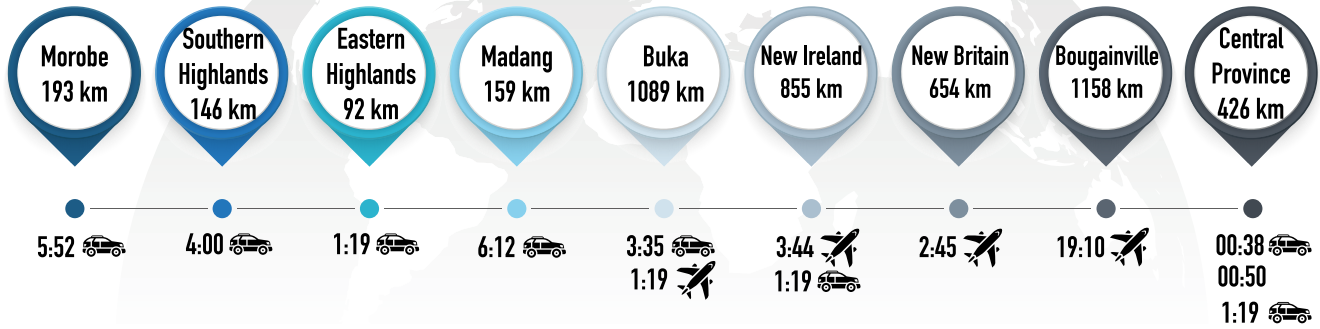 Morobe
193 km
Southern
Highlands
146 km
Eastern
Highlands
92 km
Madang
159 km
Buka
1089 km
New Ireland
855 km
New Britain
654 km
Bougainville
1158 km
Central
Province
426 km
5:52
4:00
1:19
6:12
3:35
1:19
3:44
1:19
2:45
19:10
00:38
00:50
1:19